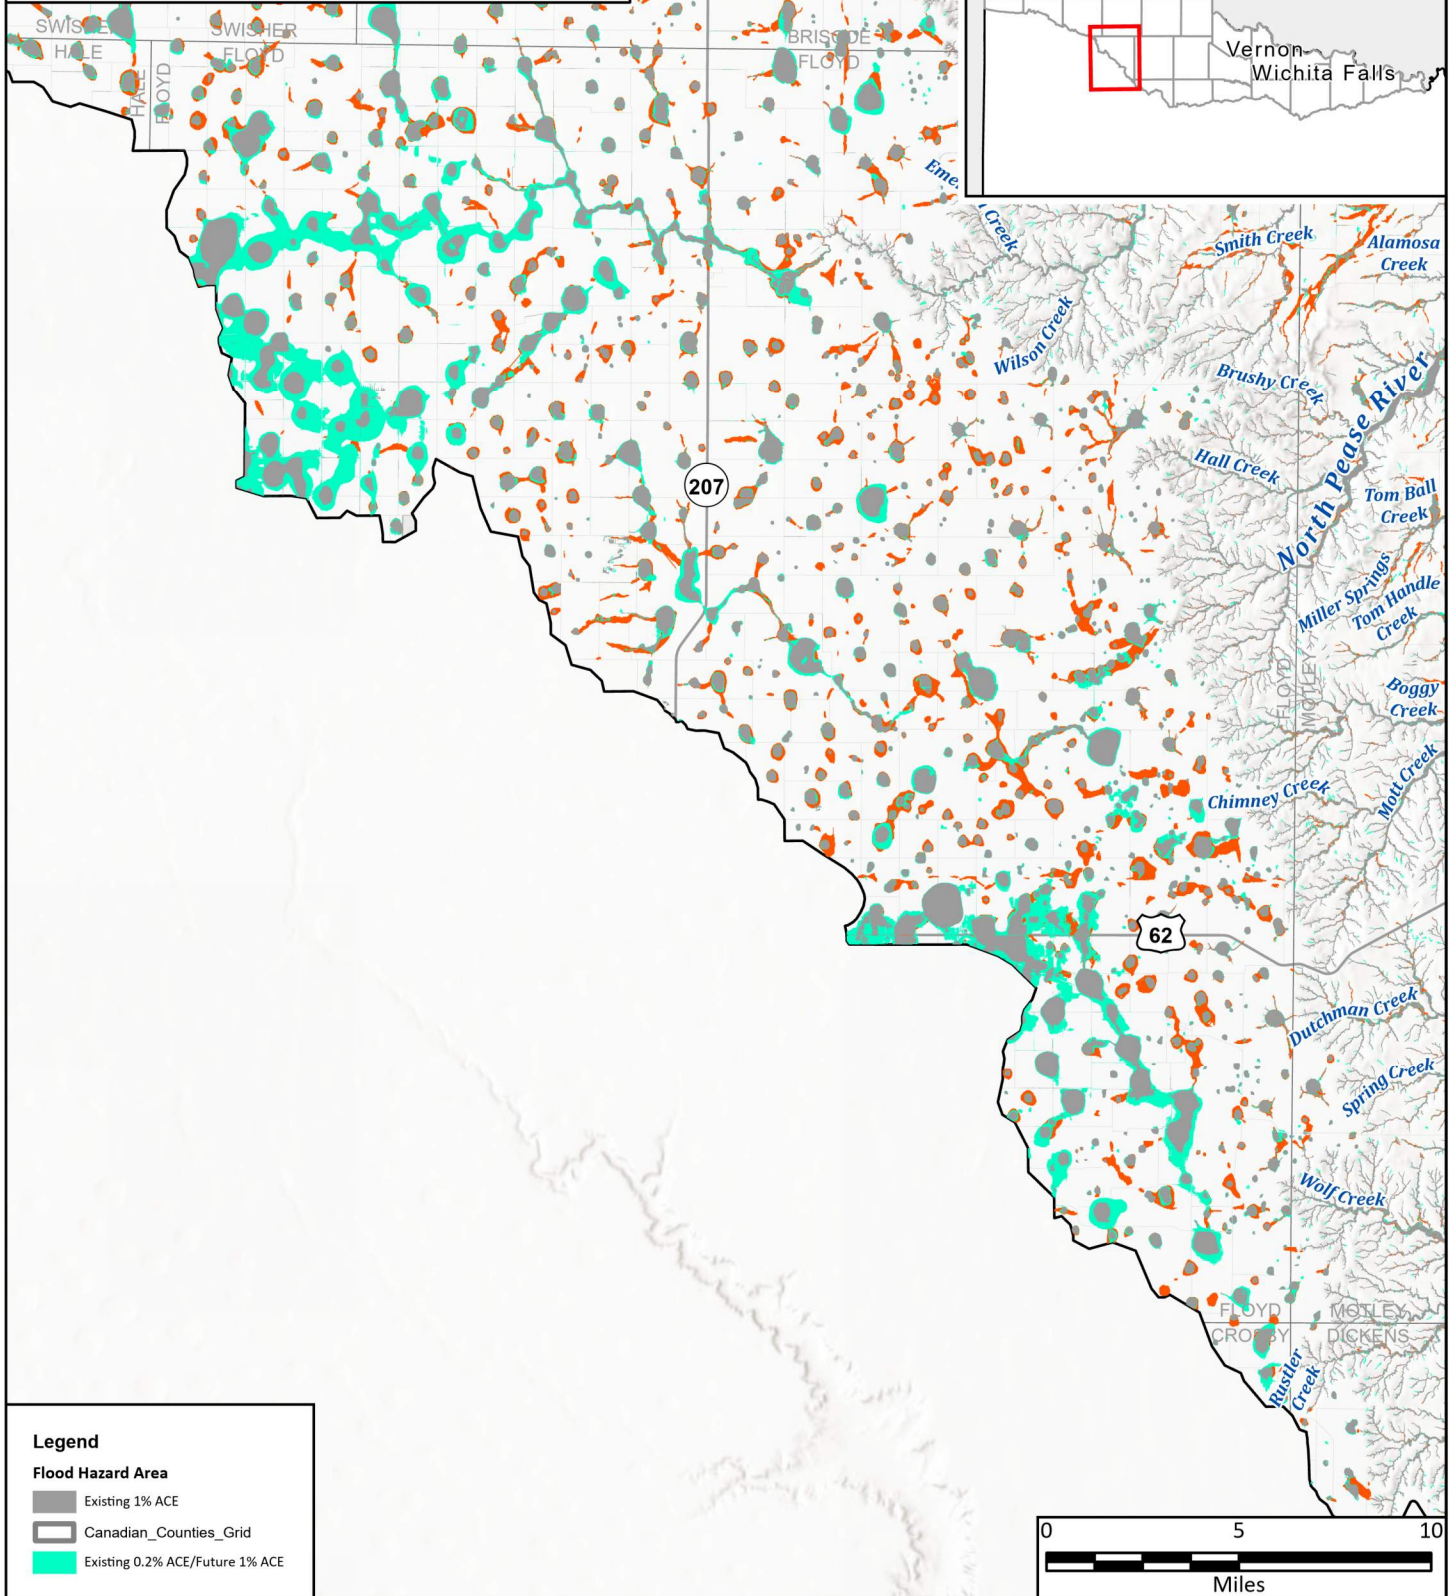 SWISHER
HALE
SWISHER
FLOYD
HALE
FLOYD
BRISCOE
FLOYD
Vernon-
Wichita Falls
Creek
Smith Creek
Alamosa
Creek
Wilson Creek
Brushy Creek
North Pease River
Hall Creek
Tom Ball
Creek
207
Miller Springs
Tom Handle
Creek
FLOYD
MOTLEY
Boggy
Creek
Mott Creek
Chimney Creek
62
Dutchman Creek
Spring Creek
Wolf Creek
FLOYD
CROSBY
MOTLEY
DICKENS
Rustler
Creek
Legend
Flood Hazard Area
Existing 1% ACE
Canadian_Counties_Grid
Existing 0.2% ACE/Future 1% ACE
0 5 10
Miles